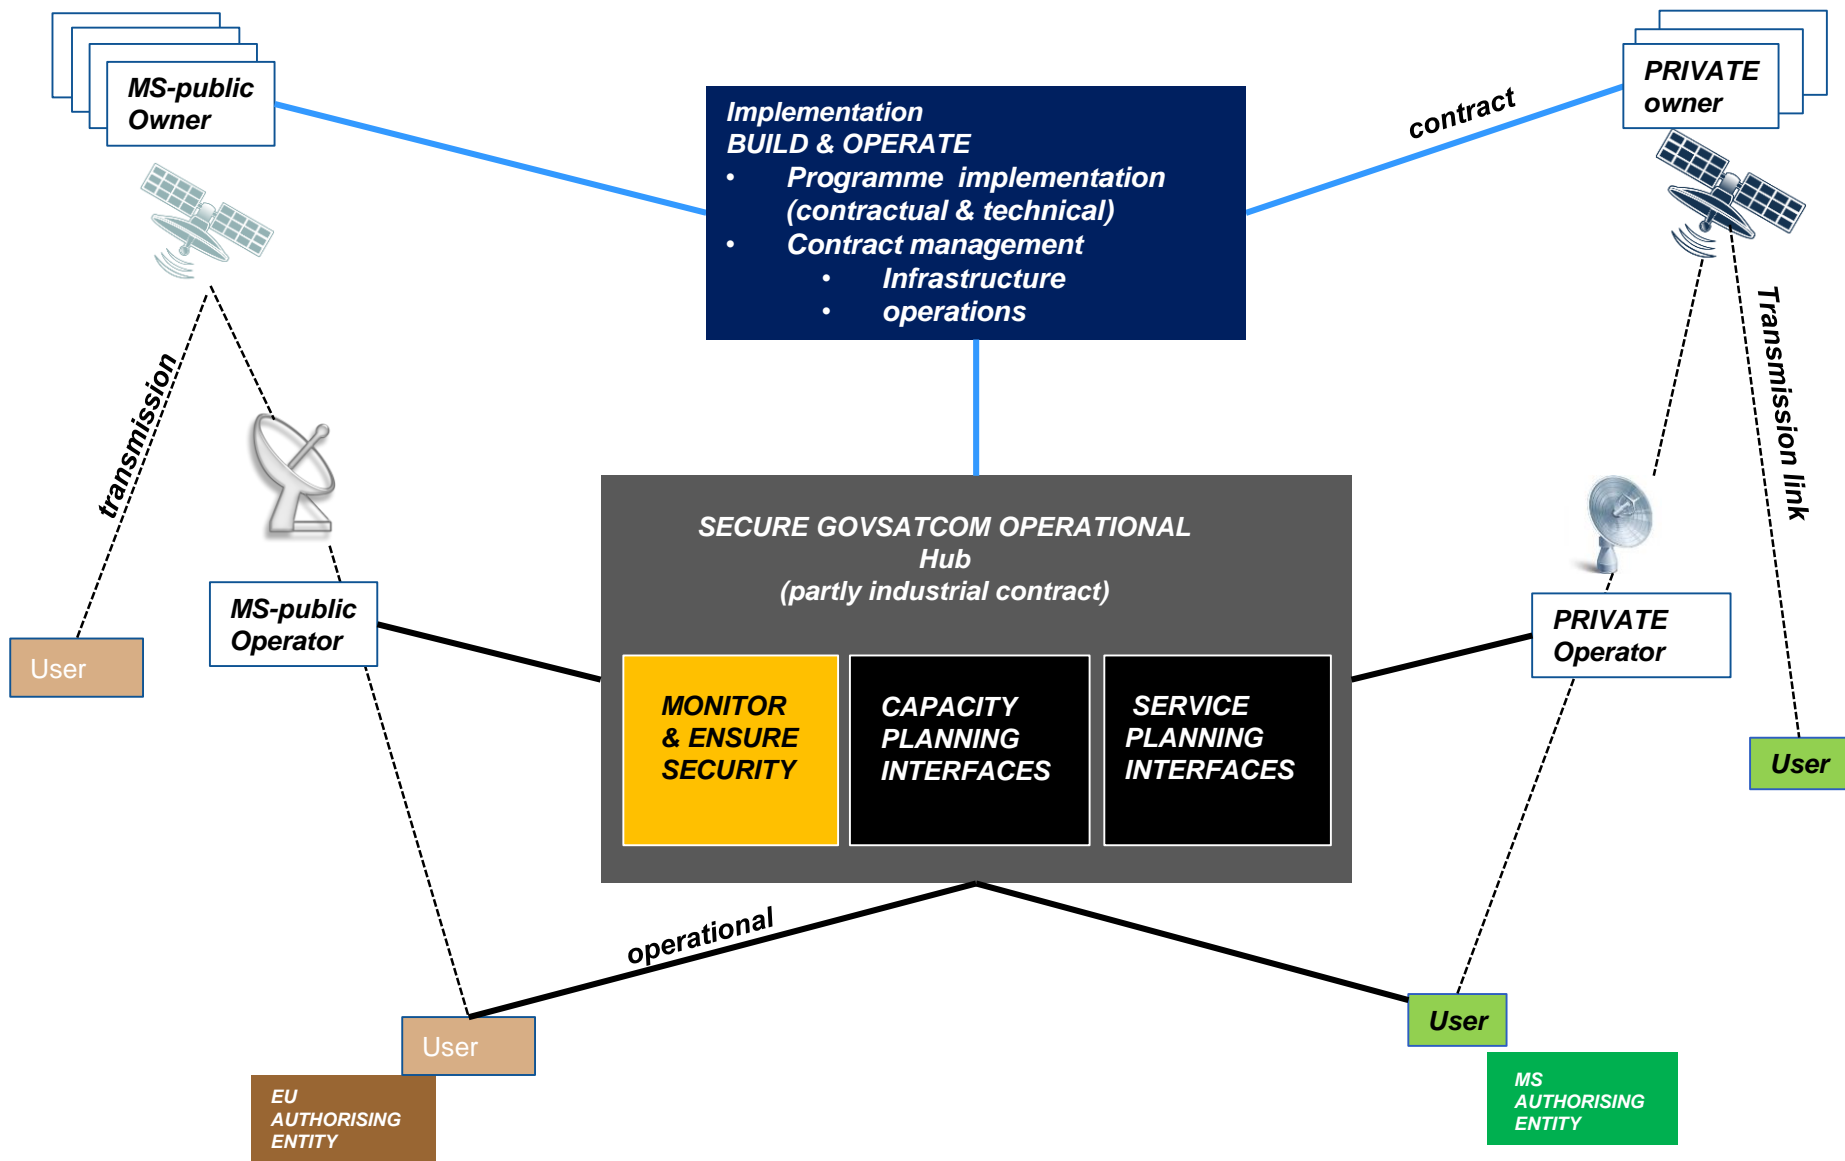 MS-public
Owner
PRIVATE
owner
contract
Implementation
BUILD & OPERATE
• Programme implementation
(contractual & technical)
• Contract management
• Infrastructure
• operations
transmission
Transmission link
SECURE GOVSATCOM OPERATIONAL
Hub
(partly industrial contract)
MS-public
Operator
PRIVATE
Operator
User
MONITOR
& ENSURE
SECURITY
CAPACITY
PLANNING
INTERFACES
SERVICE
PLANNING
INTERFACES
User
operational
User
User
EU
AUTHORISING
ENTITY
MS
AUTHORISING
ENTITY